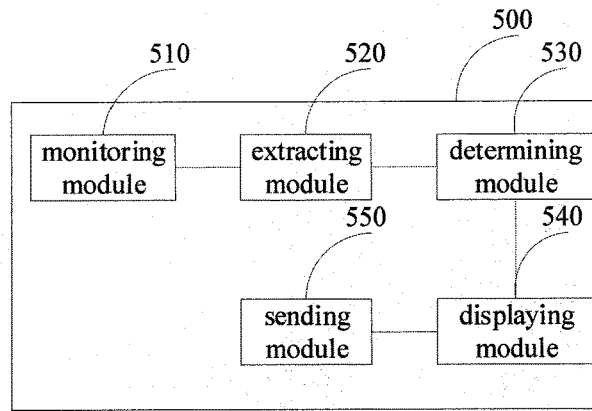 500
510
520
530
monitoring
module
extracting
module
determining
module
550
540
sending
module
displaying
module